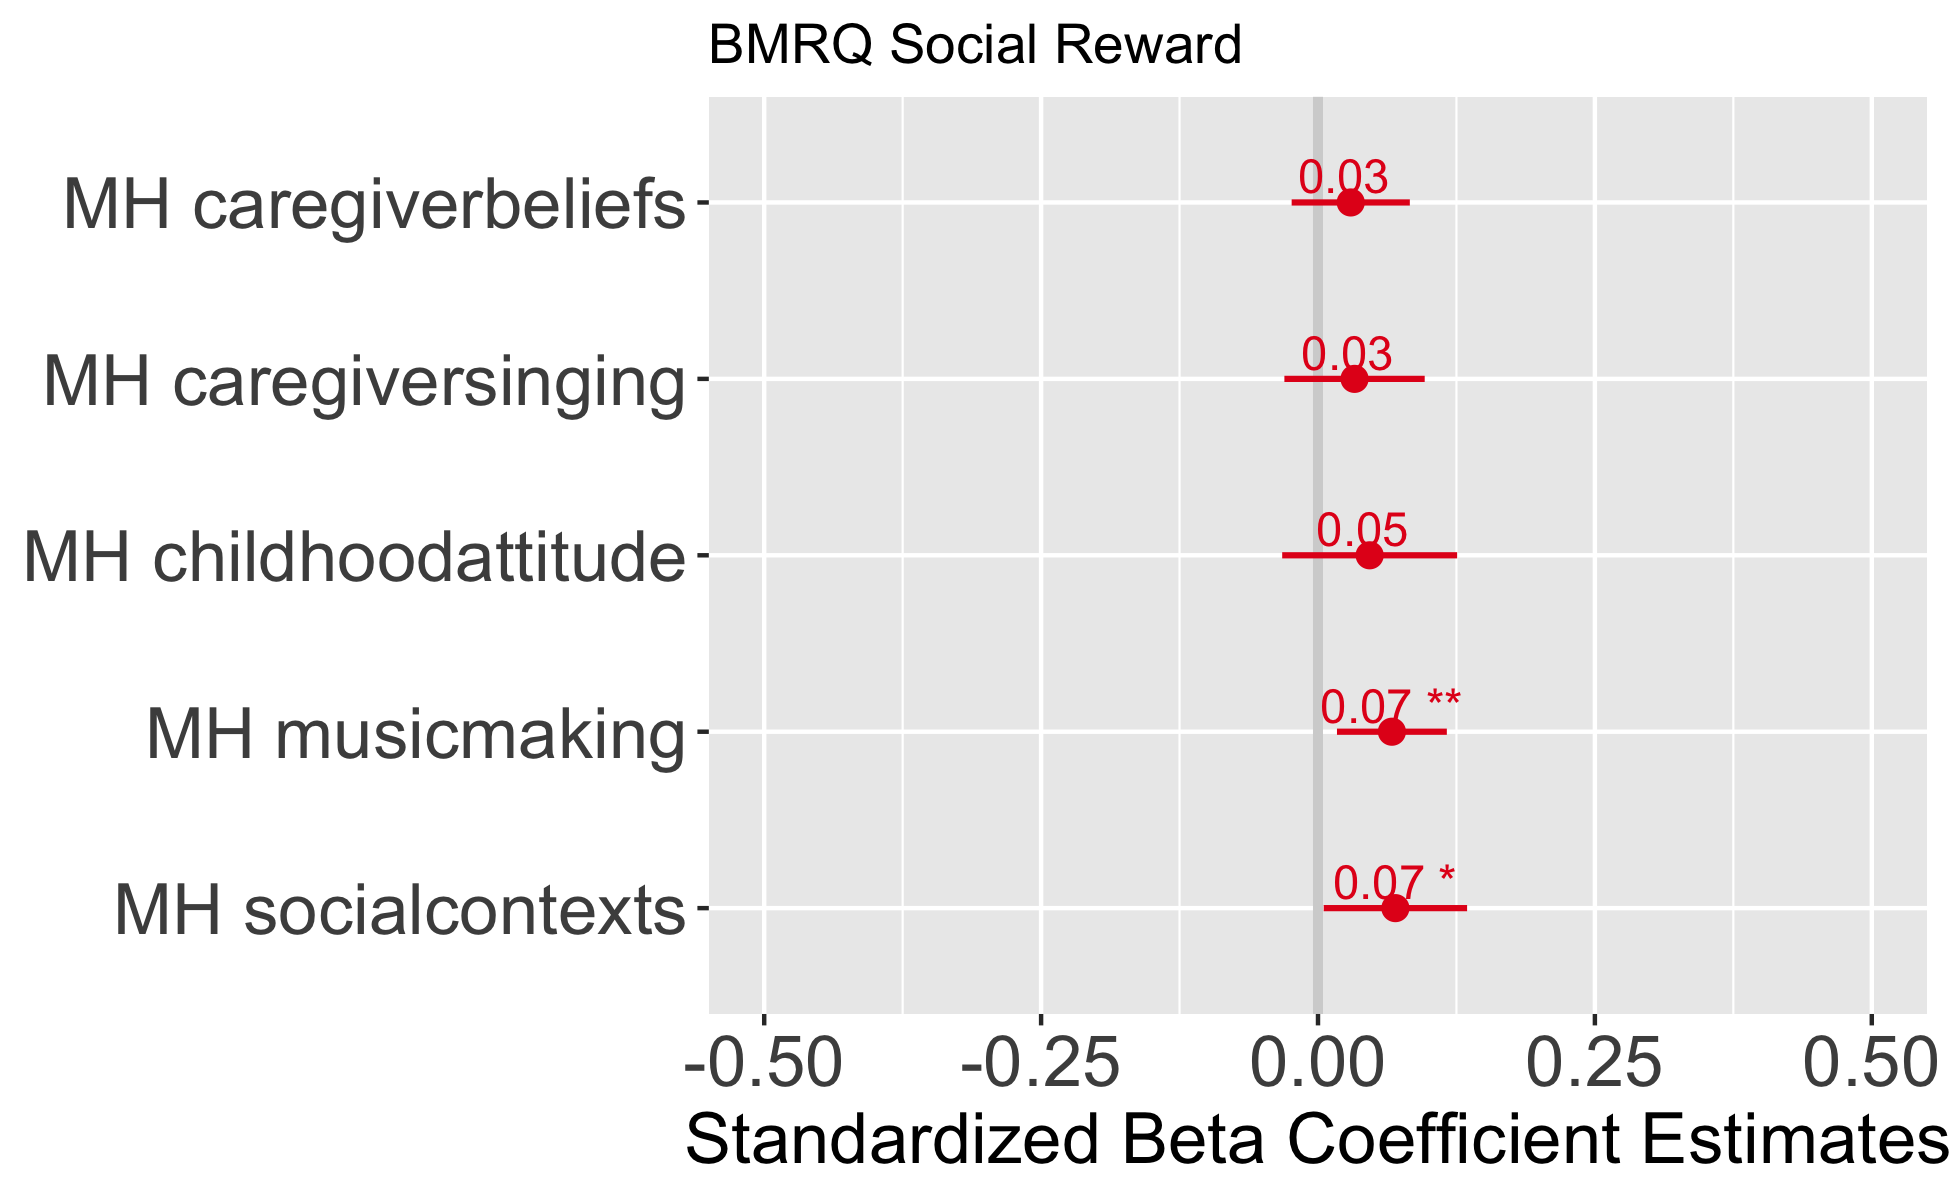 BMRQ Social Reward
MH caregiverbeliefs
0.03
MH caregiversinging
0.03
MH childhoodattitude
0.05
MH musicmaking
0.07 **
MH socialcontexts
0.07 *
-0.50 -0.25 0.00 0.25 0.50
Standardized Beta Coefficient Estimates